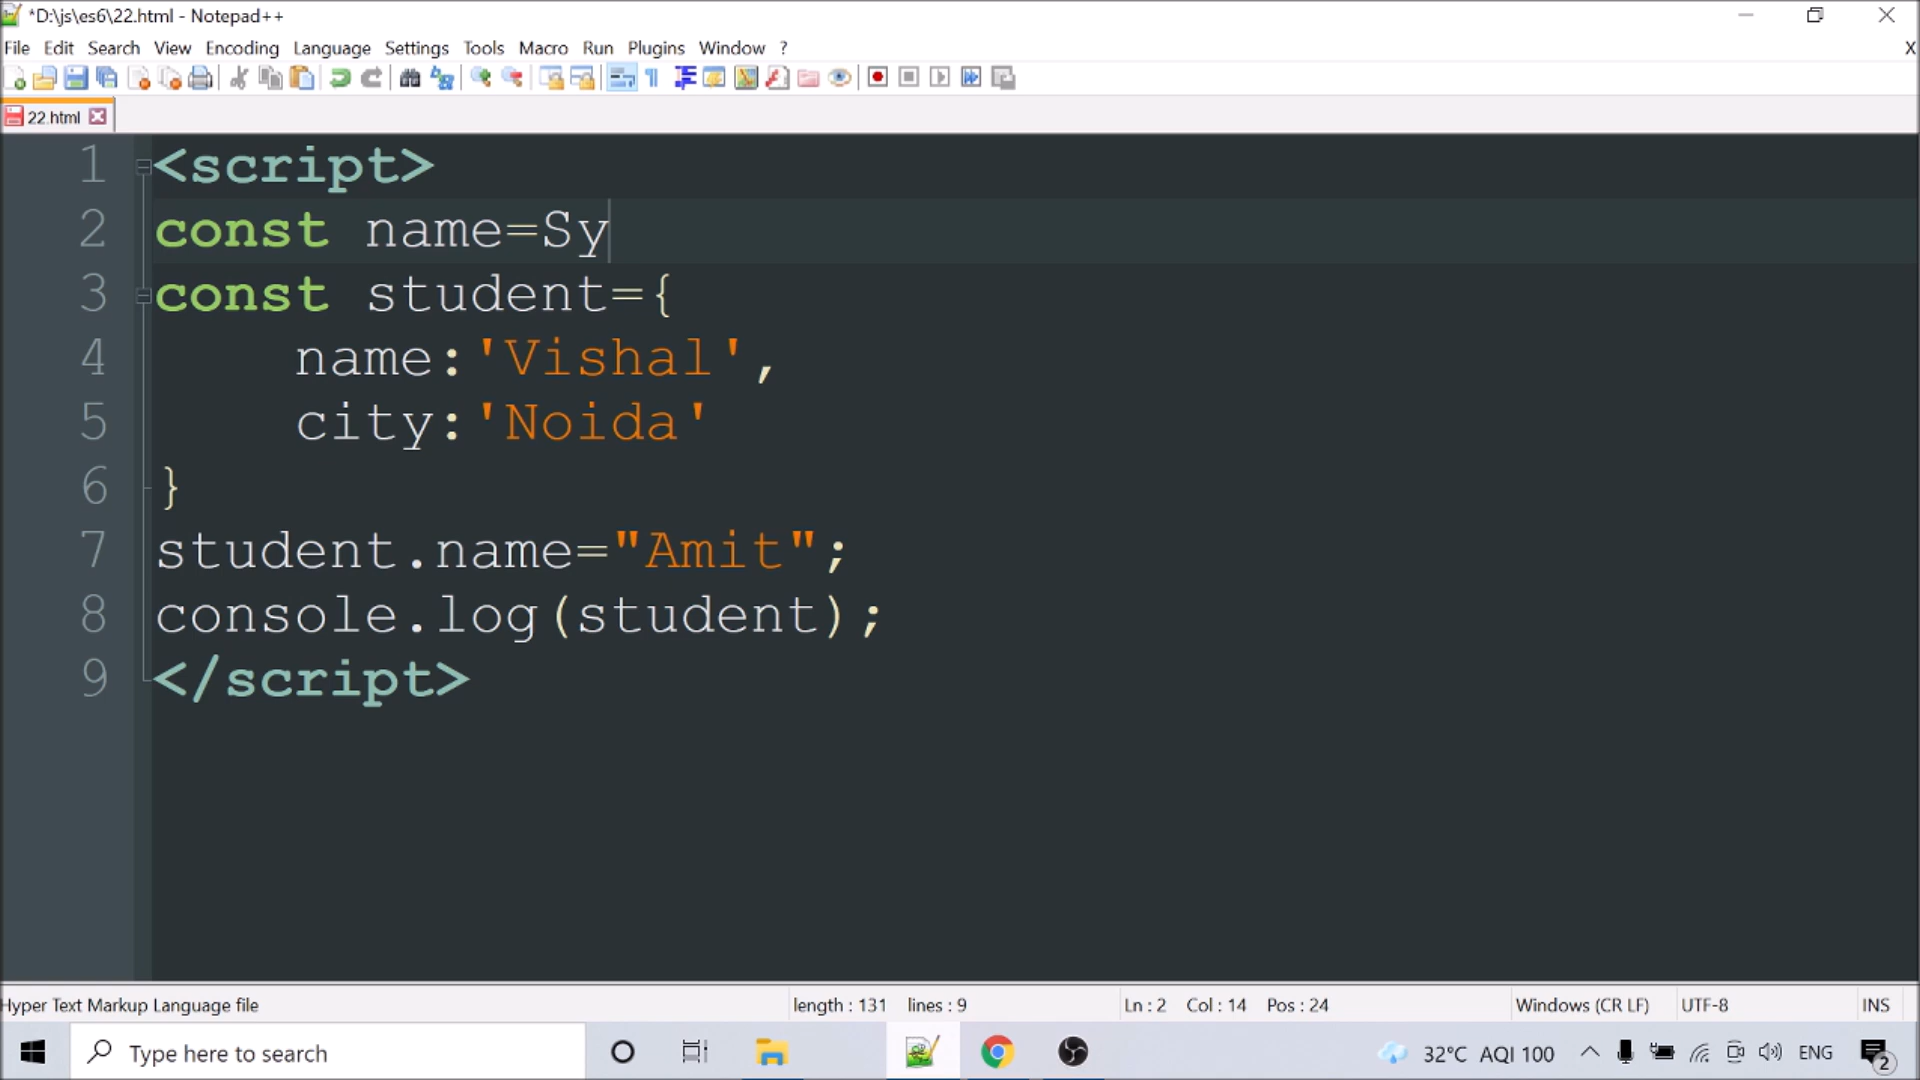 *D:\js\es6\22.html - Notepad++
File Edit Search View Encoding Language Settings Tools Macro Run Plugins Window ? X
22.html
1 <script>
2 const name=Sy
3 const student={
4 name:'Vishal',
5 city:'Noida'
6 }
7 student.name="Amit";
8 console.log(student);
9 </script>
Hyper Text Markup Language file length : 131 lines : 9 Ln : 2 Col : 14 Pos : 24 Windows (CR LF) UTF-8 INS
Type here to search 32°C AQI 100 ENG 2